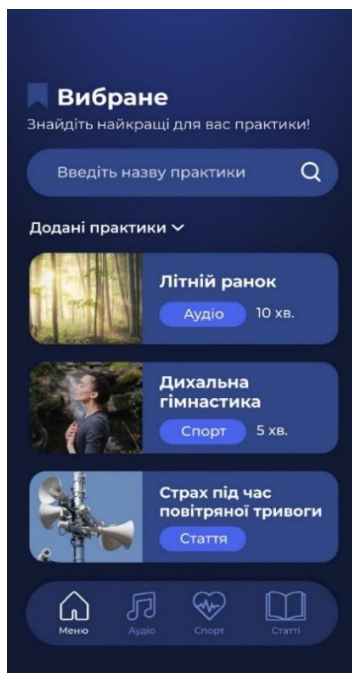 Вибране
Знайдіть найкращі для вас практики!
Введіть назву практики
Додані практики
Літній ранок
Аудіо 10 хв.
Дихальна
гімнастика
Спорт 5 хв.
Страх під час
повітряної тривоги
Стаття
Меню Аудіо Спорт Статті